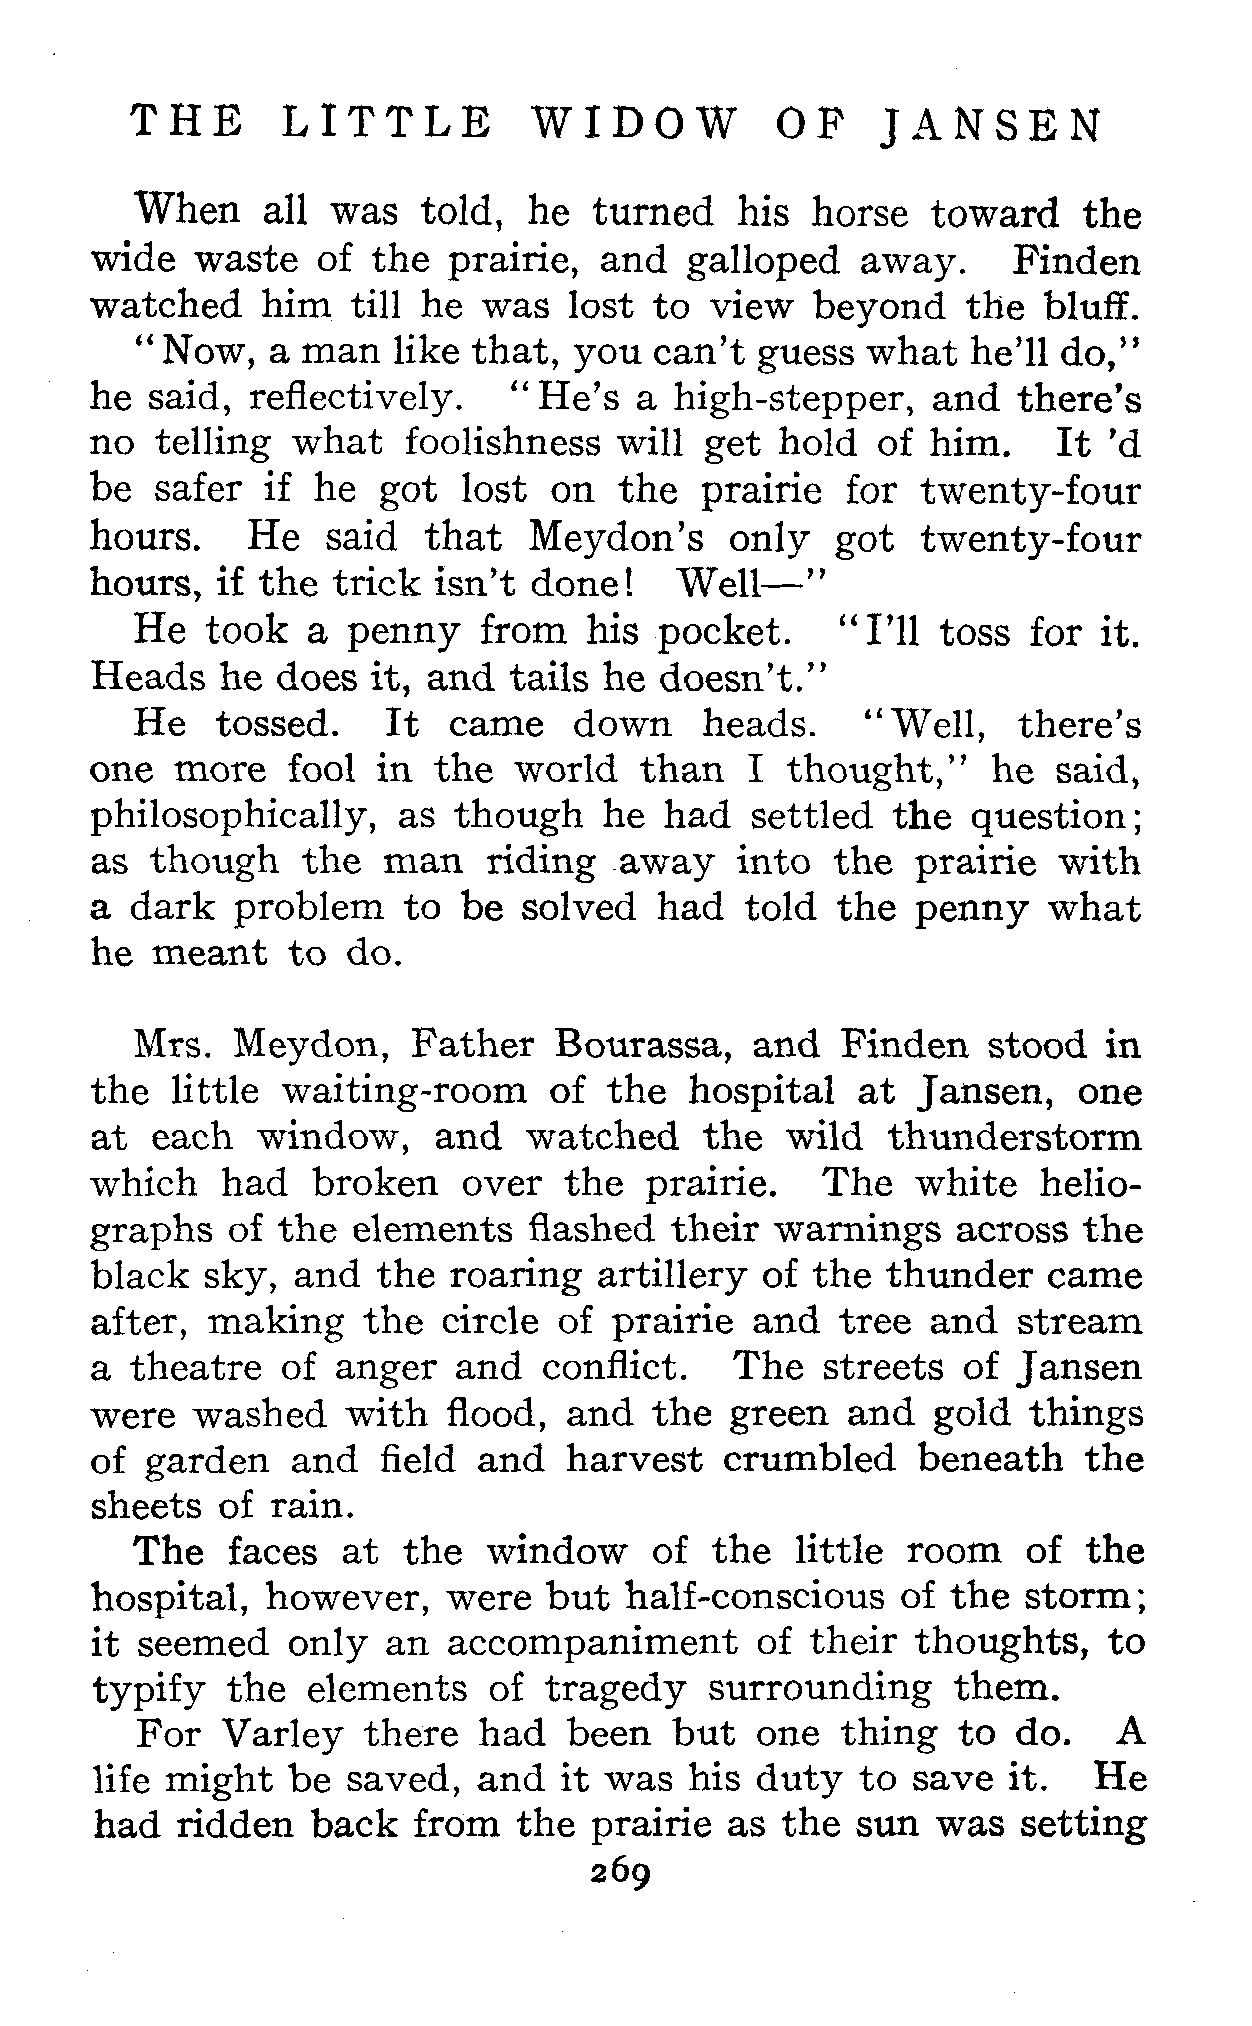 THE LITTLE WIDOW OF JANSEN
When all was told, he turned his horse toward the
wide waste of the prairie, and galloped away. Finden
watched him till he was lost to view beyond the bluff.
"Now, a man like that, you can't guess what he'll do,"
he said, reflectively. "He's a high-stepper, and there's
no telling what foolishness will get hold of him. It 'd
be safer if he got lost on the prairie for twenty-four
hours. He said that Meydon's only got twenty-four
hours, if the trick isn't done! Well—"
He took a penny from his pocket. "I'll toss for it.
Heads he does it, and tails he doesn't."
He tossed. It came down heads. "Well, there's
one more fool in the world than I thought," he said,
philosophically, as though he had settled the question;
as though the man riding away into the prairie with
a dark problem to be solved had told the penny what
he meant to do.
Mrs. Meydon, Father Bourassa, and Finden stood in
the little waiting-room of the hospital at Jansen, one
at each window, and watched the wild thunderstorm
which had broken over the prairie. The white helio-
graphs of the elements flashed their warnings across the
black sky, and the roaring artillery of the thunder came
after, making the circle of prairie and tree and stream
a theatre of anger and conflict. The streets of Jansen
were washed with flood, and the green and gold things
of garden and field and harvest crumbled beneath the
sheets of rain.
The faces at the window of the little room of the
hospital, however, were but half-conscious of the storm;
it seemed only an accompaniment of their thoughts, to
typify the elements of tragedy surrounding them.
For Varley there had been but one thing to do. A
life might be saved, and it was his duty to save it. He
had ridden back from the prairie as the sun was setting
269